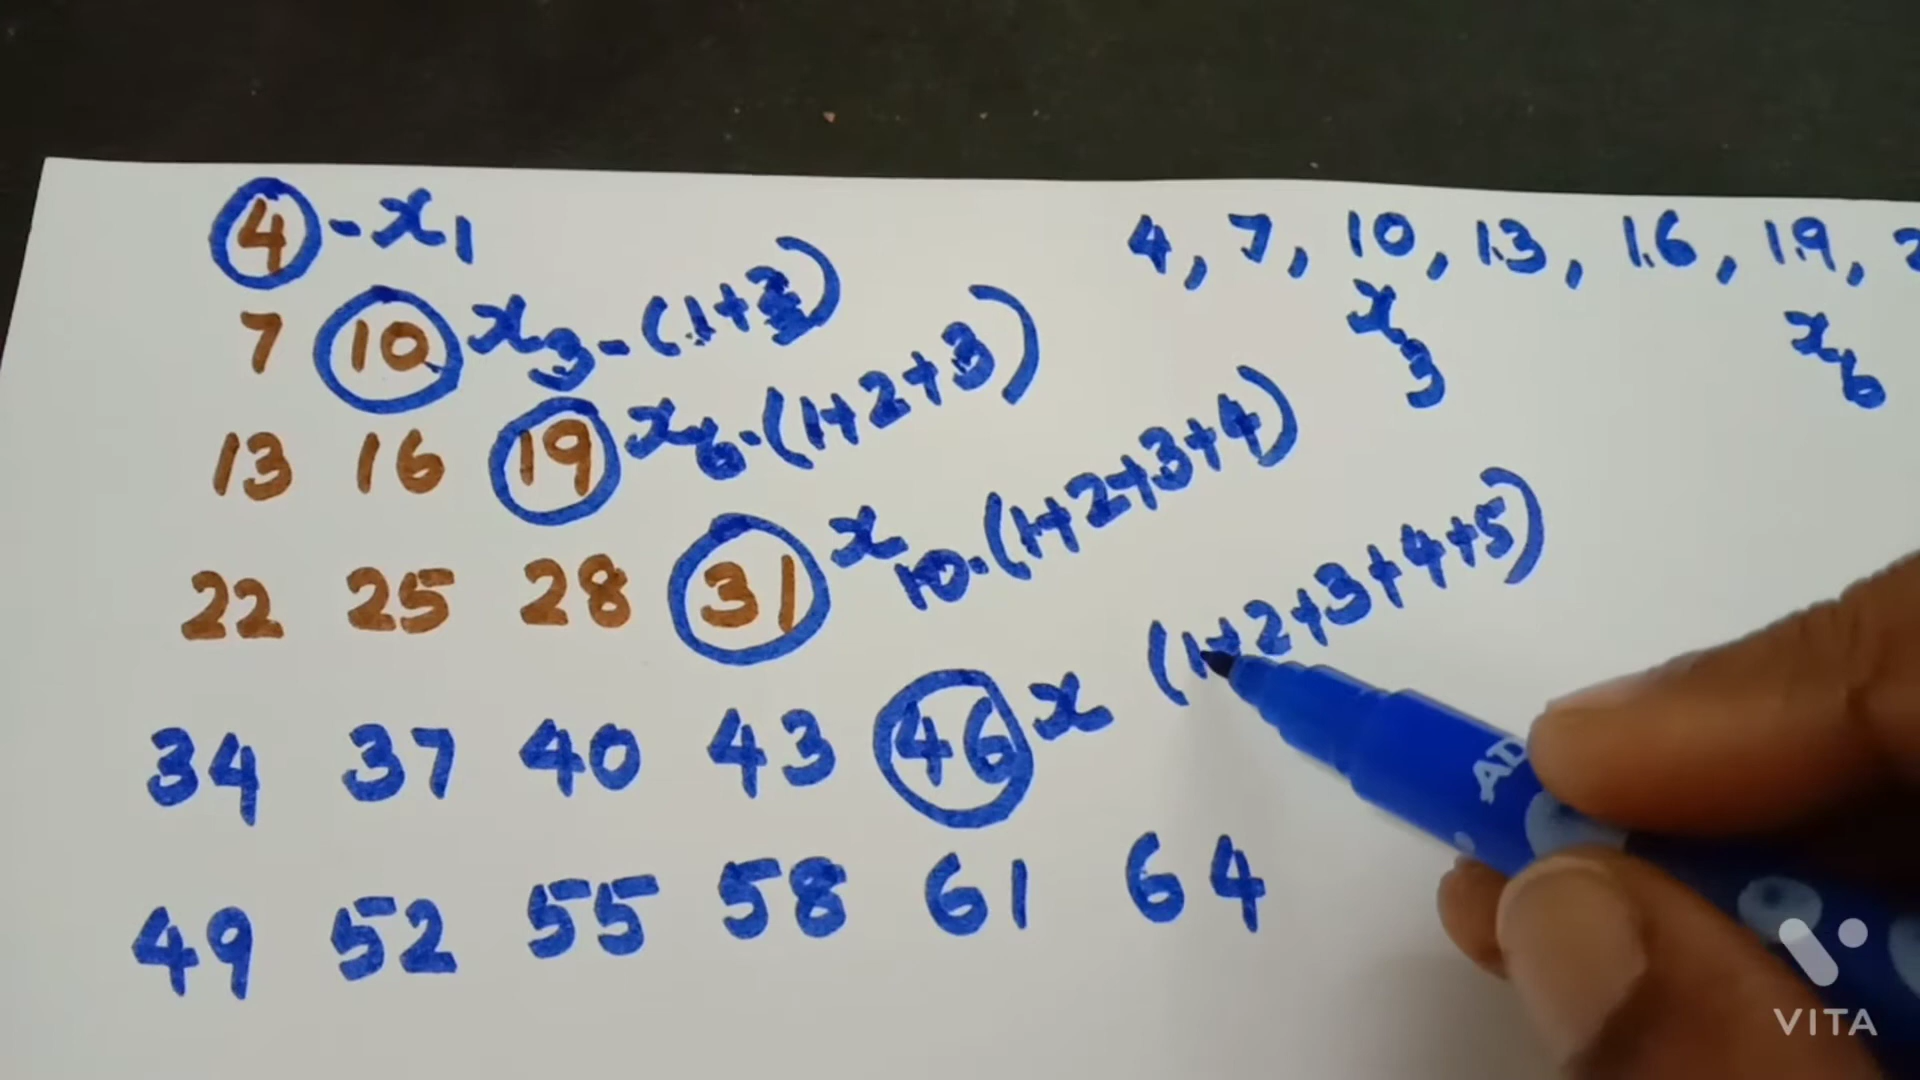 4 - x₁
4, 7, 10, 13, 16, 19, 2
x₃ x₆
7 10 x₃ - (1+2)
13 16 19 x₆ - (1+2+3)
22 25 28 31 x₁₀ - (1+2+3+4)
34 37 40 43 46 x (1+2+3+4+5)
49 52 55 58 61 64
AD
VITA